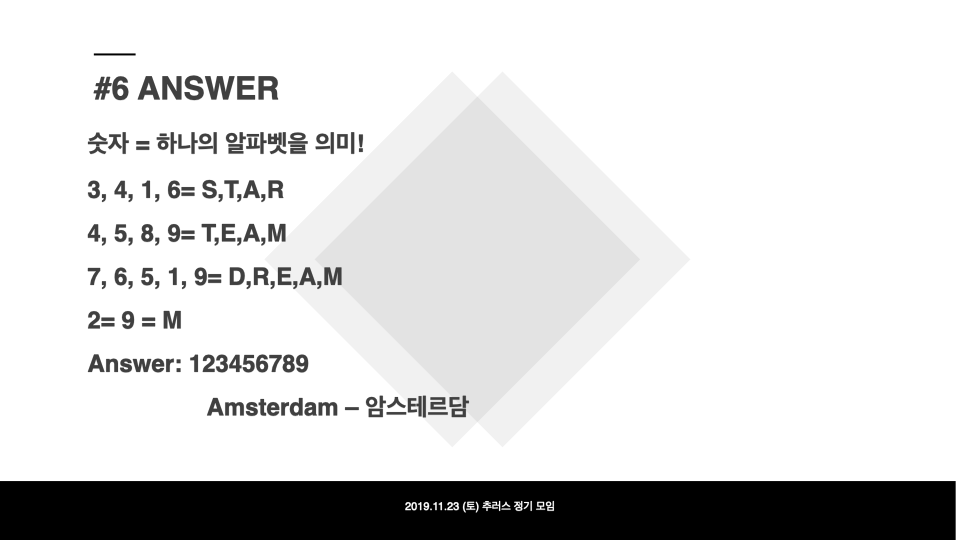 #6 ANSWER
숫자 = 하나의 알파벳을 의미!
3, 4, 1, 6= S,T,A,R
4, 5, 8, 9= T,E,A,M
7, 6, 5, 1, 9= D,R,E,A,M
2= 9 = M
Answer: 123456789
Amsterdam – 암스테르담
2019.11.23 (토) 추러스 정기 모임